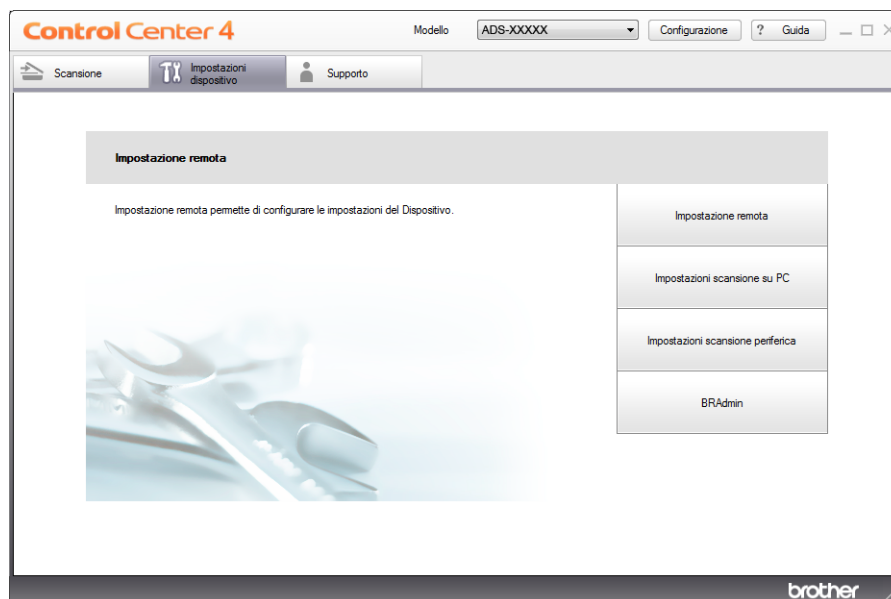 Control Center 4
Modello ADS-XXXXX Configurazione ? Guida
Scansione
Impostazioni
dispositivo
Supporto
Impostazione remota
Impostazione remota permette di configurare le impostazioni del Dispositivo.
Impostazione remota
Impostazioni scansione su PC
Impostazioni scansione periferica
BRAdmin
brother